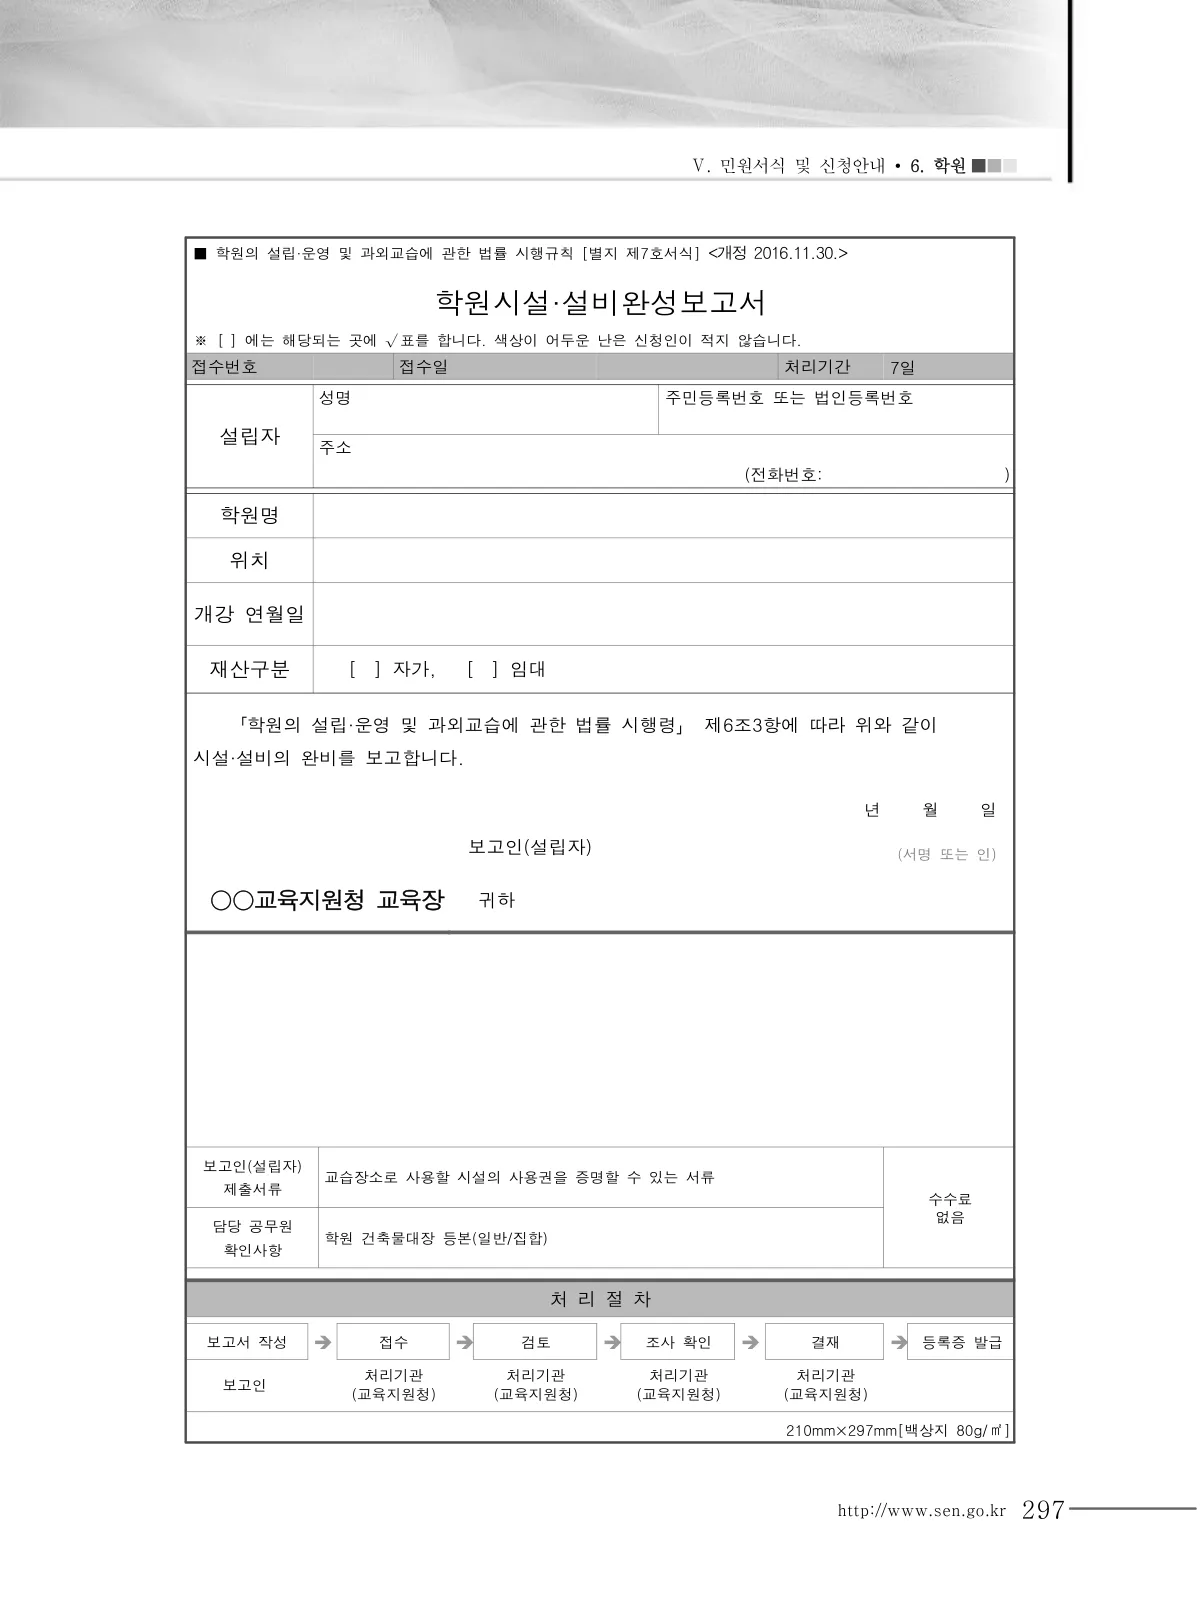 Ⅴ. 민원서식 및 신청안내 • 6. 학원
■ 학원의 설립·운영 및 과외교습에 관한 법률 시행규칙 [별지 제7호서식] <개정 2016.11.30.>
학원시설·설비완성보고서
※ [ ] 에는 해당되는 곳에 √표를 합니다. 색상이 어두운 난은 신청인이 적지 않습니다.
접수번호 접수일 처리기간 7일
설립자
성명 주민등록번호 또는 법인등록번호
주소
(전화번호: )
학원명
위치
개강 연월일
재산구분 [ ] 자가, [ ] 임대
「학원의 설립·운영 및 과외교습에 관한 법률 시행령」 제6조3항에 따라 위와 같이
시설·설비의 완비를 보고합니다.
년 월 일
보고인(설립자) (서명 또는 인)
○○교육지원청 교육장 귀하
보고인(설립자)
제출서류
교습장소로 사용할 시설의 사용권을 증명할 수 있는 서류
수수료
없음
담당 공무원
확인사항
학원 건축물대장 등본(일반/집합)
처 리 절 차
보고서 작성 ➔ 접수 ➔ 검토 ➔ 조사 확인 ➔ 결재 ➔ 등록증 발급
보고인
처리기관 처리기관 처리기관 처리기관
(교육지원청) (교육지원청) (교육지원청) (교육지원청)
210mm×297mm[백상지 80g/㎡]
http://www.sen.go.kr 297